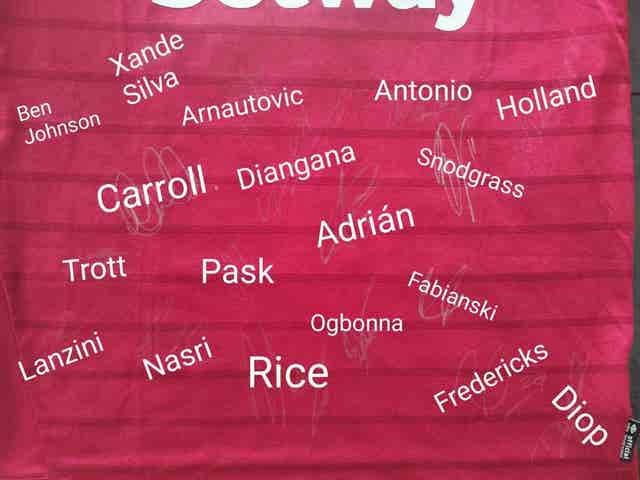 Betway
Xande
Silva
Ben
Johnson
Arnautovic
Antonio
Holland
Carroll
Diangana
Snodgrass
Adrián
Trott
Pask
Fabianski
Ogbonna
Lanzini
Nasri
Rice
Fredericks
Diop